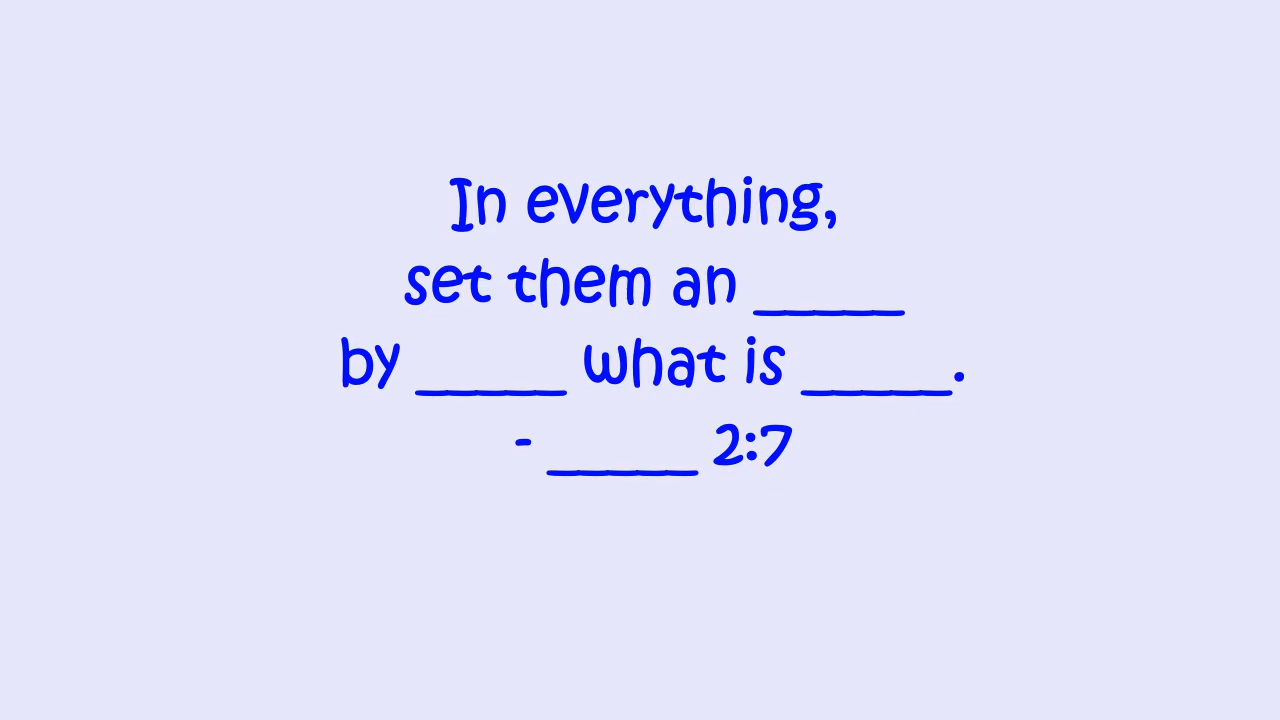 In everything,
set them an _____
by _____ what is _____.
- _____ 2:7